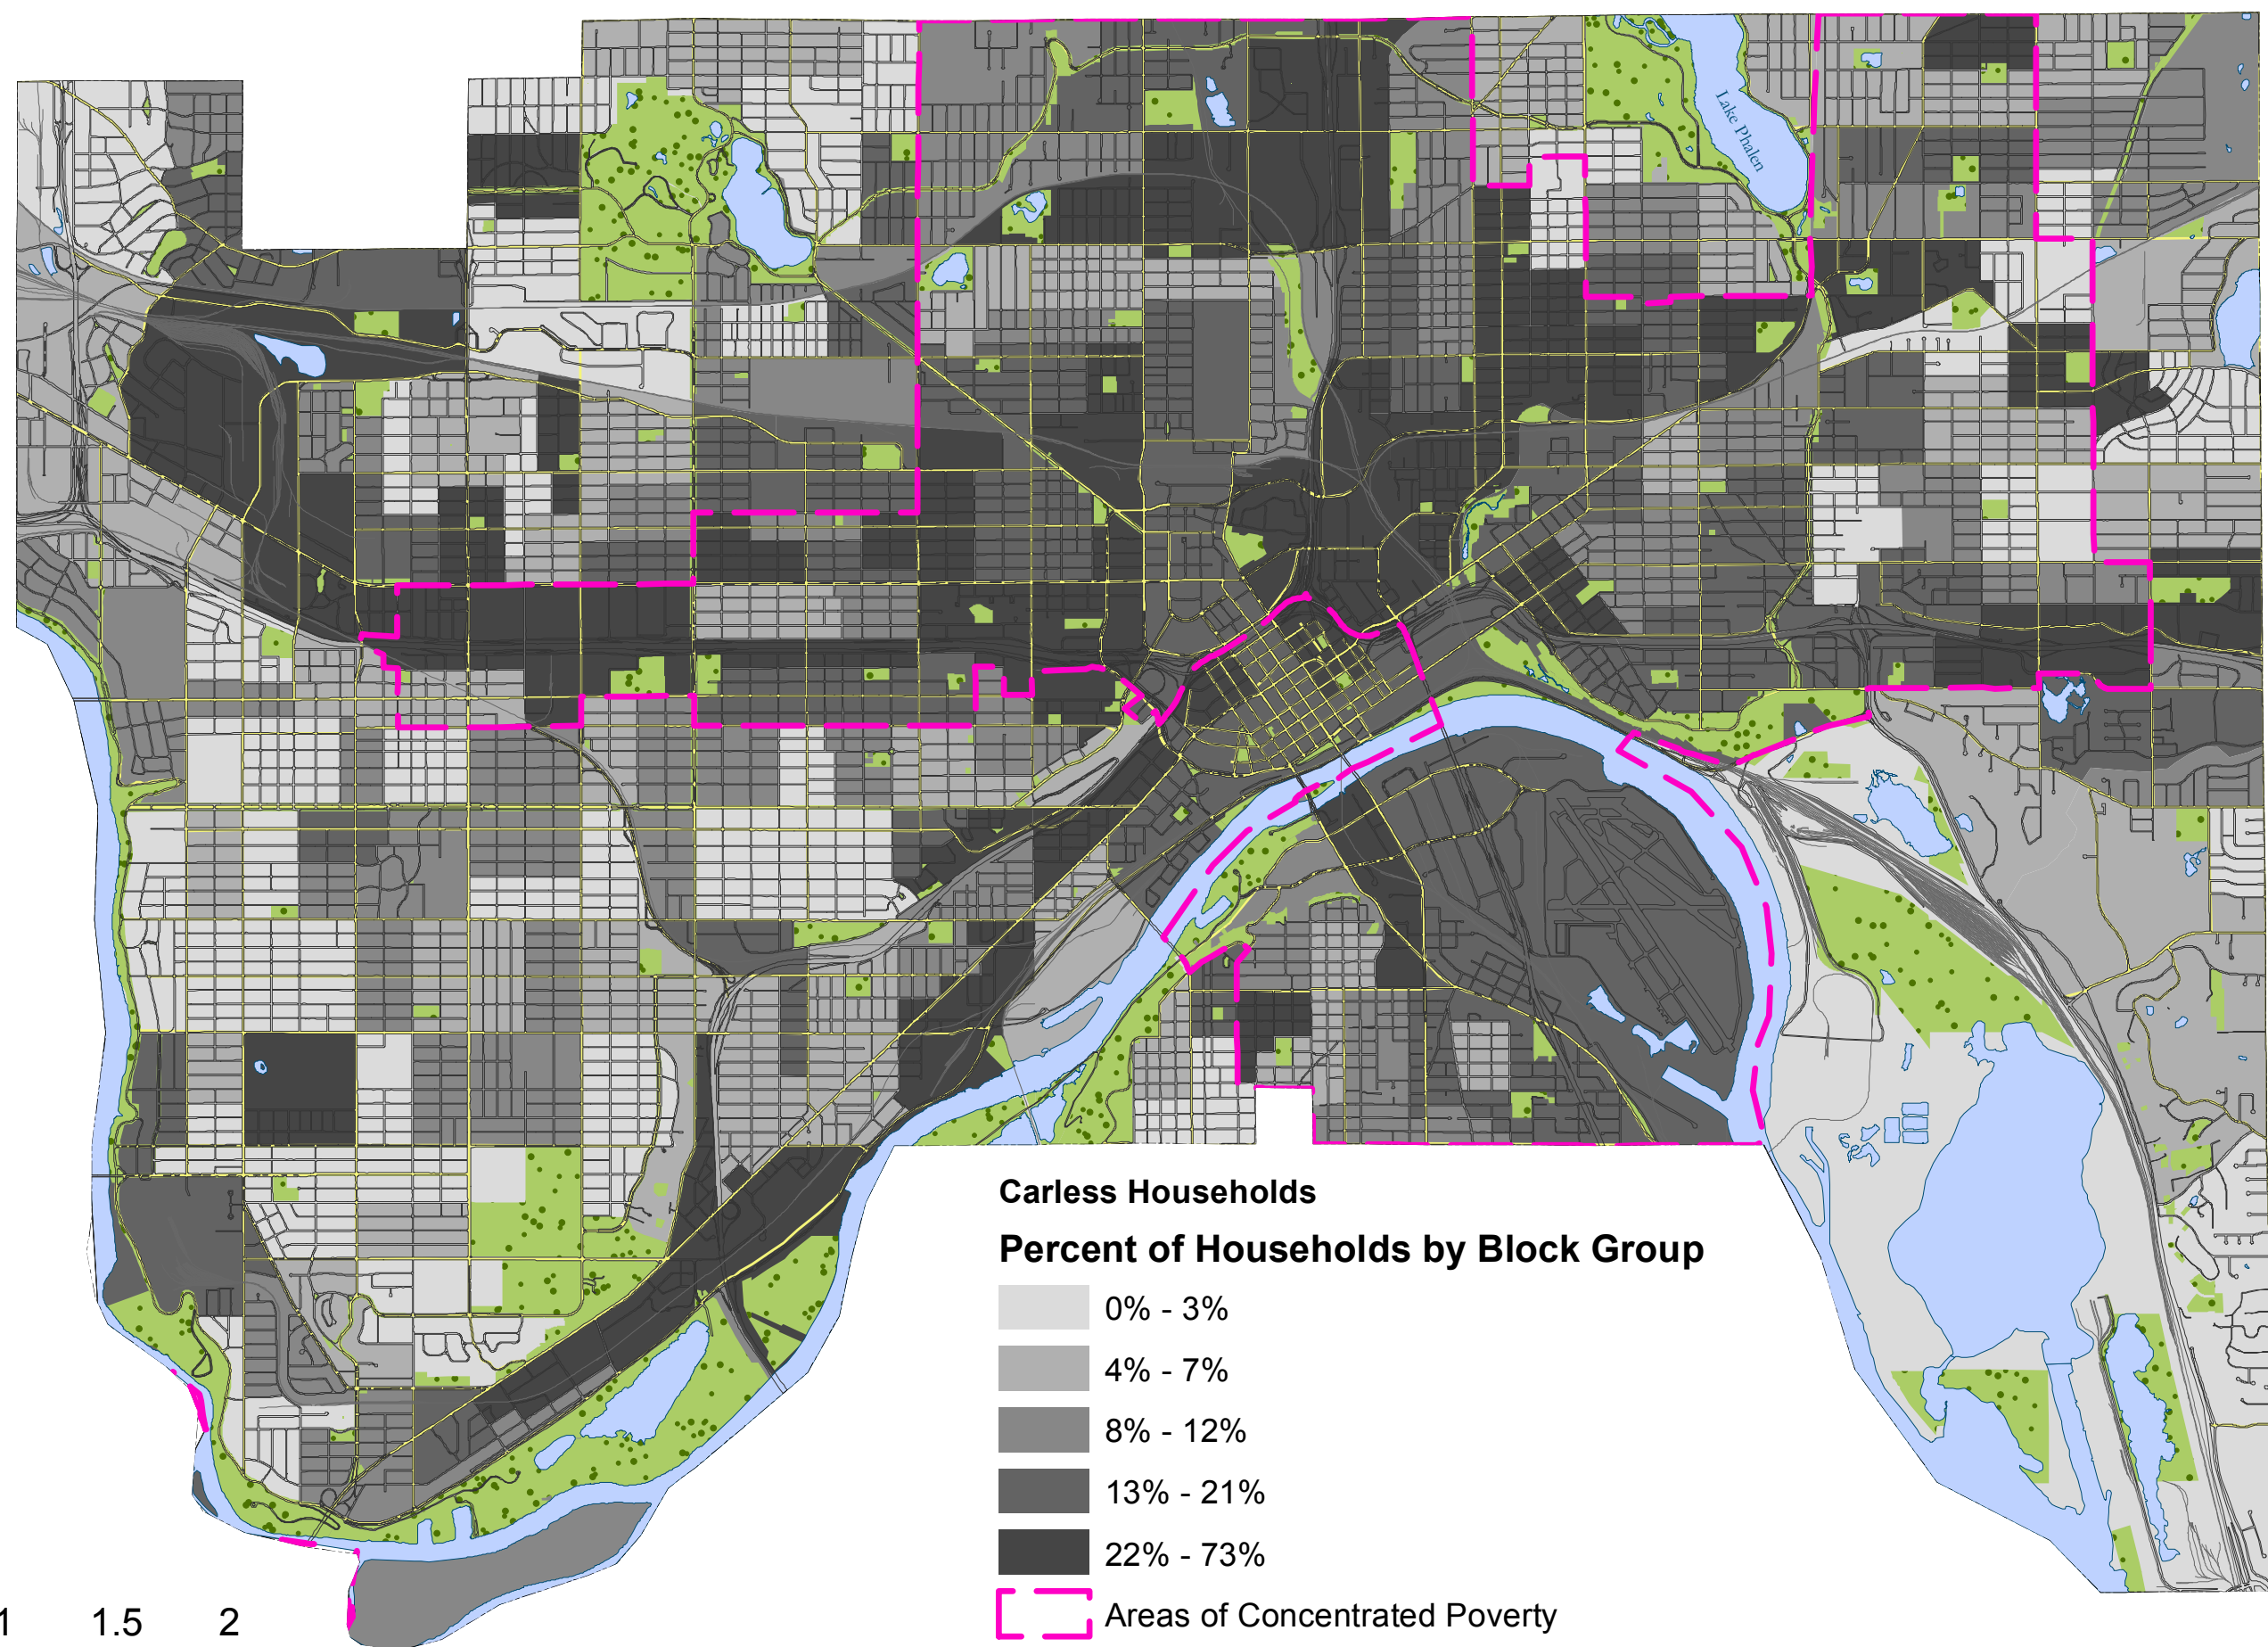 Lake Phalen
Carless Households
Percent of Households by Block Group
0% - 3%
4% - 7%
8% - 12%
13% - 21%
22% - 73%
Areas of Concentrated Poverty
1 1.5 2